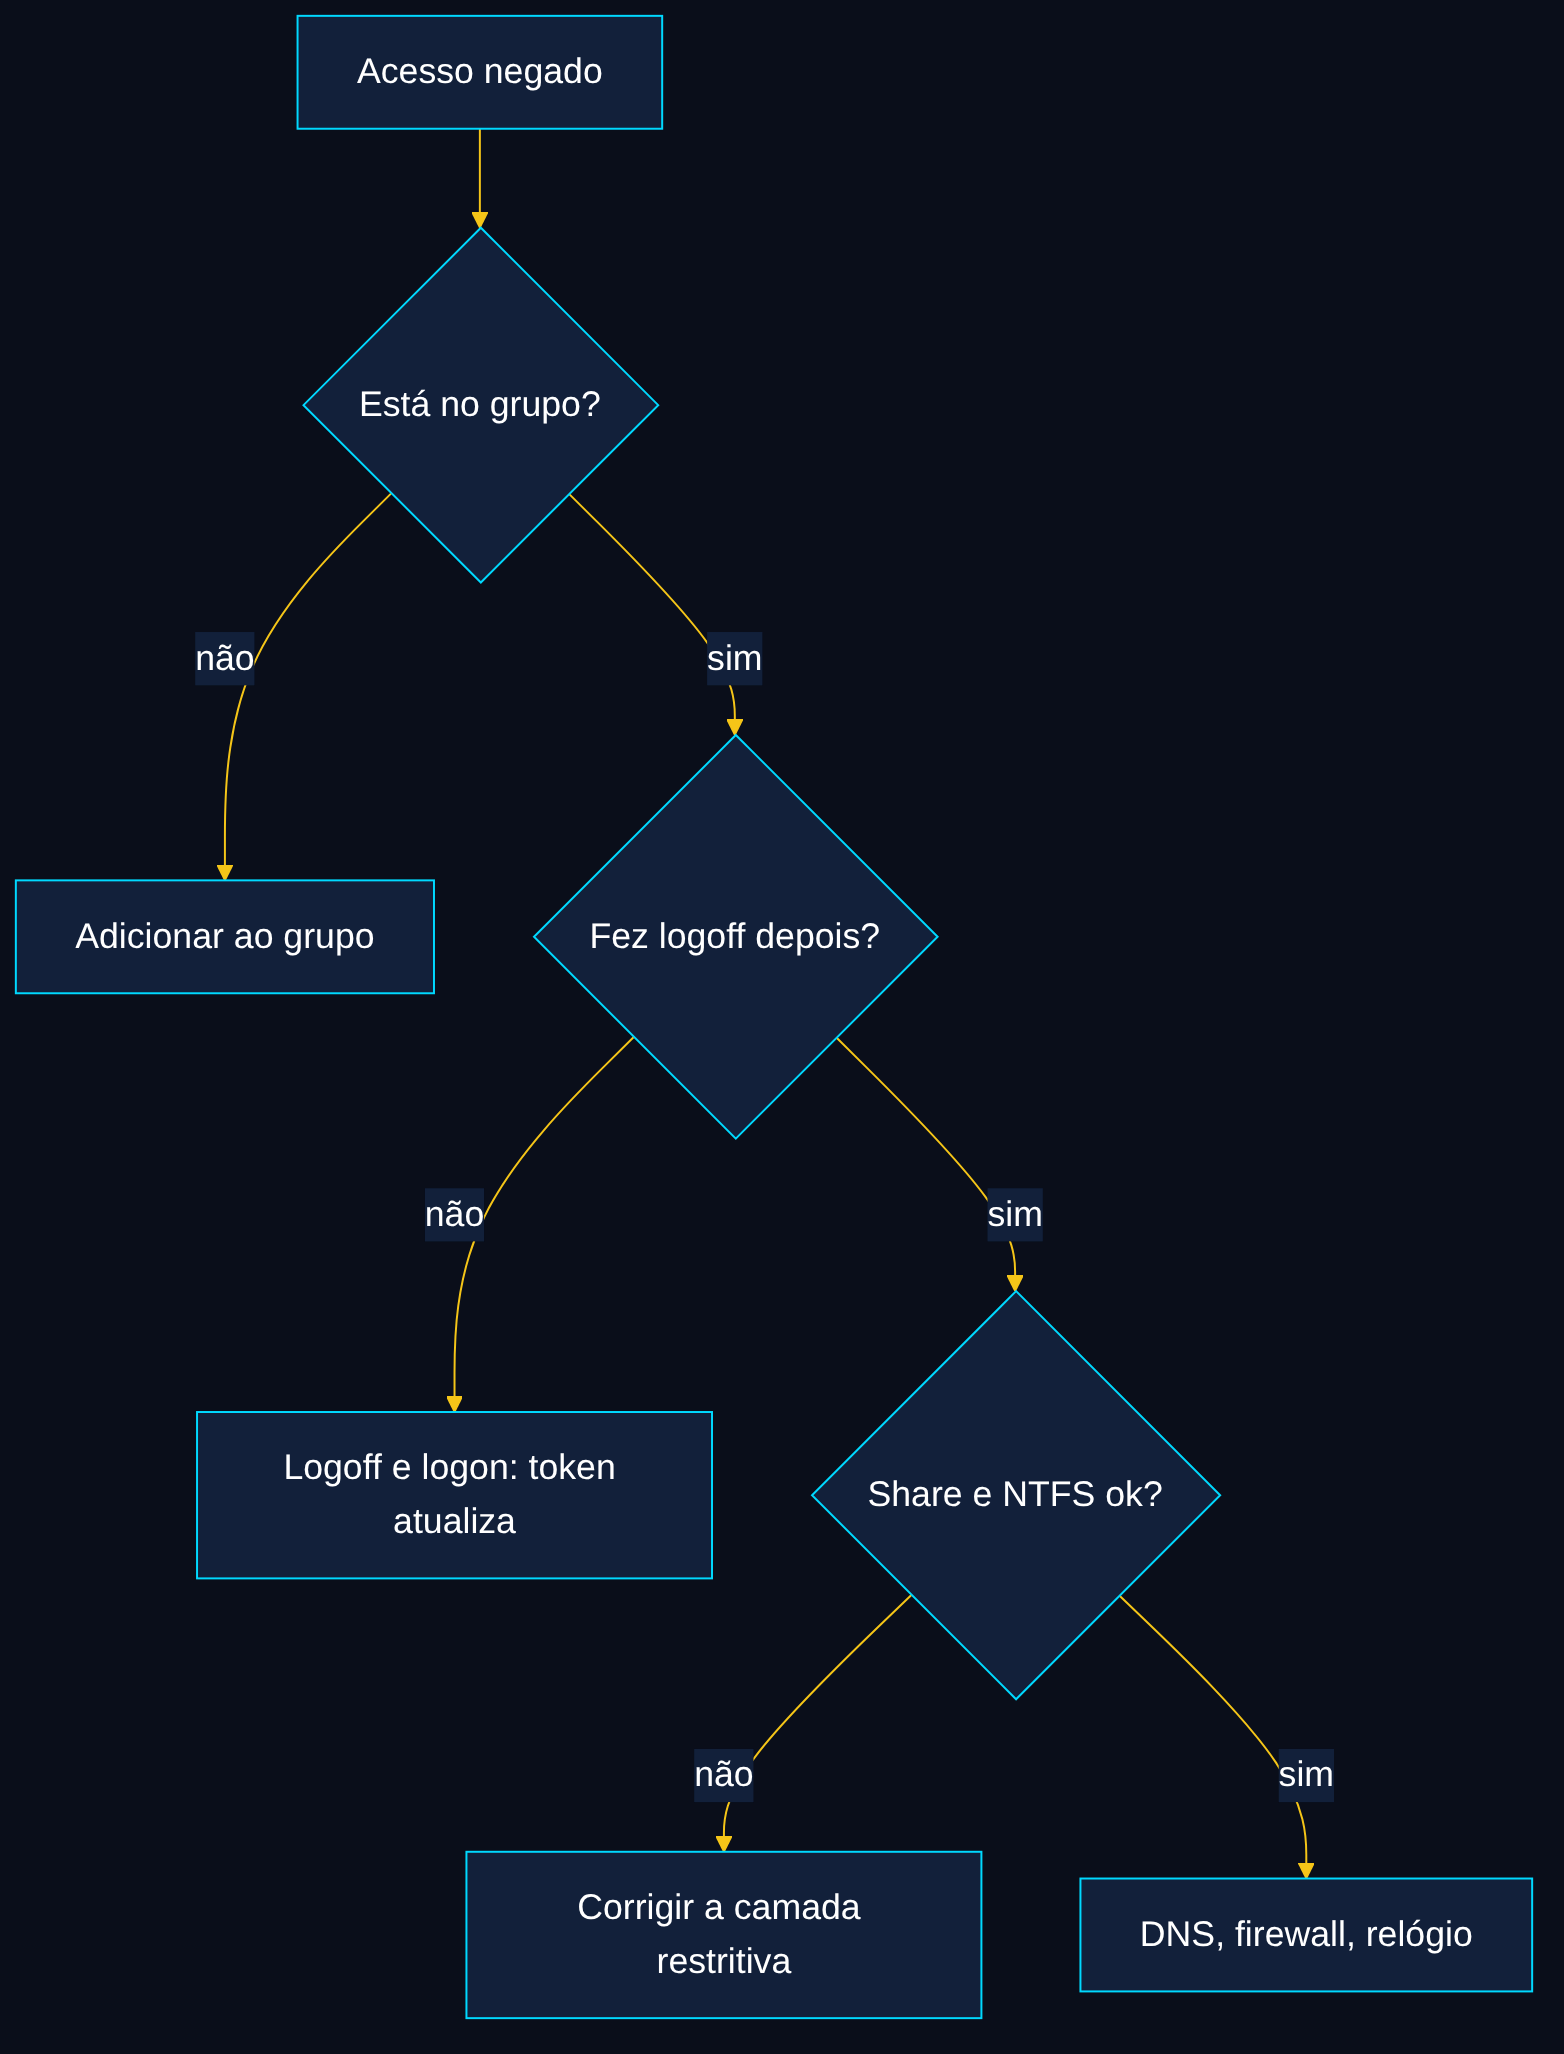 Acesso negado
Está no grupo?
não
sim
Adicionar ao grupo
Fez logoff depois?
não
sim
Logoff e logon: token
atualiza
Share e NTFS ok?
não
sim
Corrigir a camada
restritiva
DNS, firewall, relógio